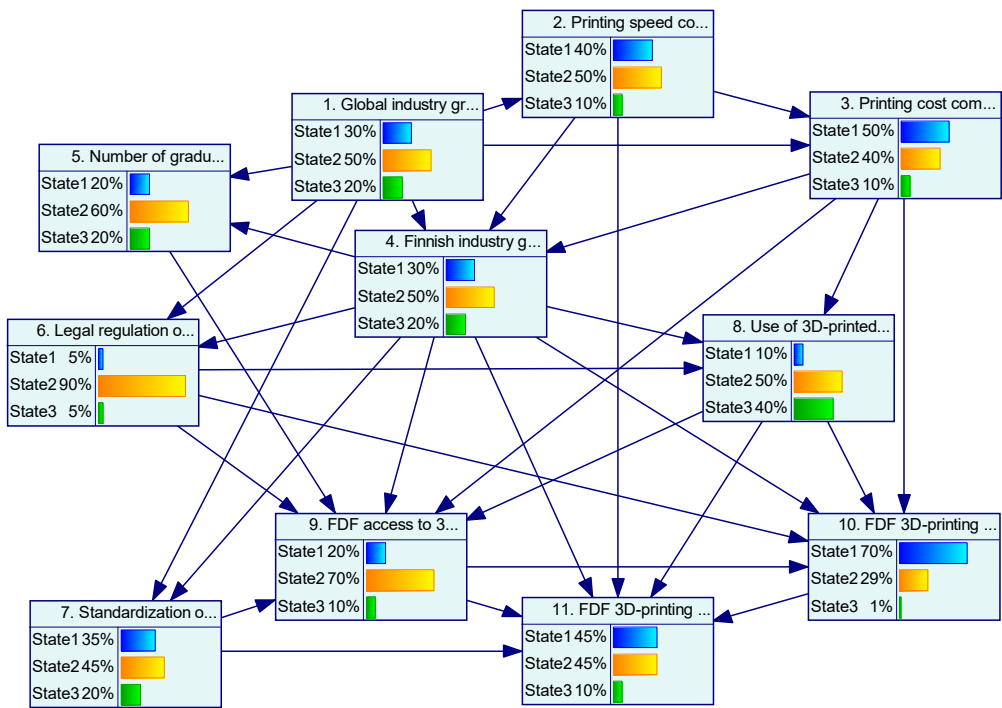 2. Printing speed co...
State1 40%
State2 50%
State3 10%
1. Global industry gr...
State1 30%
State2 50%
State3 20%
3. Printing cost com...
State1 50%
State2 40%
State3 10%
5. Number of gradu...
State1 20%
State2 60%
State3 20%
4. Finnish industry g...
State1 30%
State2 50%
State3 20%
6. Legal regulation o...
State1 5%
State2 90%
State3 5%
8. Use of 3D-printed...
State1 10%
State2 50%
State3 40%
9. FDF access to 3...
State1 20%
State2 70%
State3 10%
10. FDF 3D-printing ...
State1 70%
State2 29%
State3 1%
7. Standardization o...
State1 35%
State2 45%
State3 20%
11. FDF 3D-printing ...
State1 45%
State2 45%
State3 10%